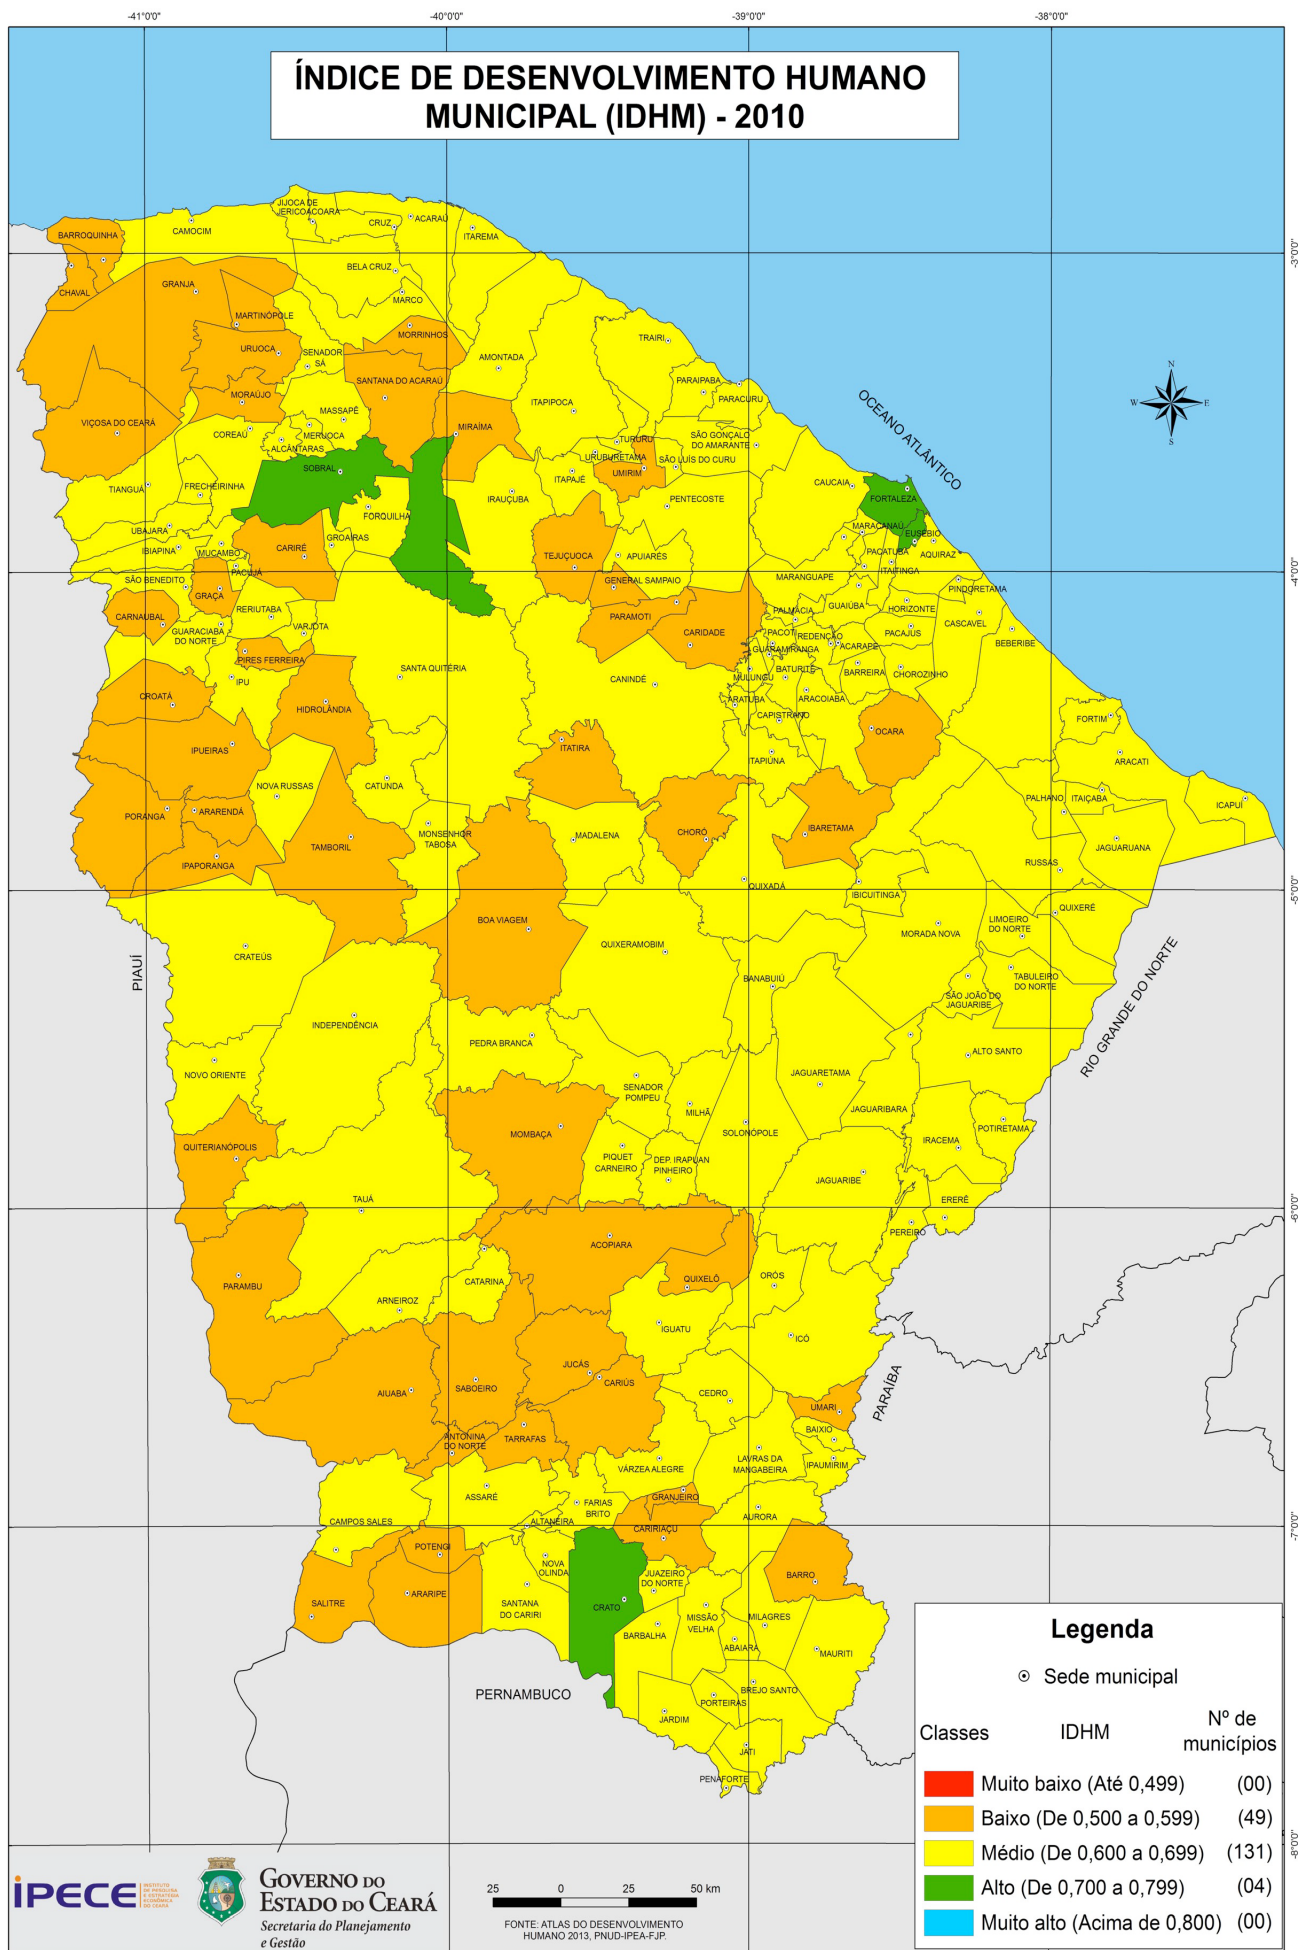 -41°0'0"
-40°0'0"
-39°0'0"
-38°0'0"
ÍNDICE DE DESENVOLVIMENTO HUMANO
MUNICIPAL (IDHM) - 2010
JIJOCA DE
JERICOACOARA
CRUZ
ACARAÚ
ITAREMA
CAMOCIM
BARROQUINHA
-3°0'0"
BELA CRUZ
CHAVAL
GRANJA
MARCO
MARTINÓPOLE
MORRINHOS
URUOCA
SENADOR
SÁ
TRAIRI
AMONTADA
SANTANA DO ACARAÚ
PARAIPABA
PARACURU
MORAÚJO
ITAPIPOCA
OCEANO ATLÂNTICO
N
W
E
S
MASSAPÊ
VIÇOSA DO CEARÁ
COREAÚ
MERUOCA
MIRAÍMA
ALCÂNTARAS
TURURU
SÃO GONÇALO
DO AMARANTE
URUBURETAMA
SÃO LUÍS DO CURU
SOBRAL
UMIRIM
ITAPAJÉ
TIANGUÁ
FRECHEIRINHA
IRAUÇUBA
PENTECOSTE
CAUCAIA
FORTALEZA
FORQUILHA
UBAJARA
MARACANAÚ
EUSÉBIO
GROAÍRAS
IBIAPINA
MUCAMBO
CARIRÉ
TEJUÇUOCA
APUIARÉS
PACATUBA
AQUIRAZ
PACUJÁ
ITAITINGA
-4°0'0"
SÃO BENEDITO
GENERAL SAMPAIO
MARANGUAPE
PINDORETAMA
GRAÇA
GUAIÚBA
HORIZONTE
CARNAUBAL
RERIUTABA
PARAMOTI
PALMÁCIA
CASCAVEL
GUARACIABA
DO NORTE
VARJOTA
CARIDADE
PACOTI
REDENÇÃO
PACAJUS
BEBERIBE
GUARAMIRANGA
ACARAPE
PIRES FERREIRA
SANTA QUITÉRIA
CANINDÉ
MULUNGU
BATURITÉ
BARREIRA
CHOROZINHO
IPU
CROATÁ
ARATUBA
ARACOIABA
HIDROLÂNDIA
CAPISTRANO
FORTIM
OCARA
IPUEIRAS
ITATIRA
ITAPIÚNA
ARACATI
NOVA RUSSAS
CATUNDA
PALHANO
ITAIÇABA
ICAPUÍ
PORANGA
ARARENDÁ
MONSENHOR
TABOSA
MADALENA
CHORÓ
IBARETAMA
TAMBORIL
JAGUARUANA
IPAPORANGA
RUSSAS
-5°0'0"
QUIXADÁ
IBICUITINGA
QUIXERÉ
BOA VIAGEM
LIMOEIRO
DO NORTE
MORADA NOVA
QUIXERAMOBIM
CRATEÚS
PIAUÍ
BANABUIÚ
TABULEIRO
DO NORTE
SÃO JOÃO DO
JAGUARIBE
RIO GRANDE DO NORTE
INDEPENDÊNCIA
PEDRA BRANCA
ALTO SANTO
NOVO ORIENTE
JAGUARETAMA
SENADOR
POMPEU
MILHÃ
JAGUARIBARA
SOLONÓPOLE
POTIRETAMA
MOMBAÇA
IRACEMA
QUITERIANÓPOLIS
PIQUET
CARNEIRO
DEP. IRAPUAN
PINHEIRO
JAGUARIBE
TAUÁ
ERERÊ
-6°0'0"
PEREIRO
ACOPIARA
ORÓS
QUIXELÔ
PARAMBU
CATARINA
ARNEIROZ
IGUATU
ICÓ
JUCÁS
CARIÚS
SABOEIRO
AIUABA
CEDRO
PARAÍBA
UMARI
BAIXIO
ANTONINA
DO NORTE
TARRAFAS
LAVRAS DA
MANGABEIRA
IPAUMIRIM
VÁRZEA ALEGRE
ASSARÉ
GRANJEIRO
FARIAS
BRITO
AURORA
CAMPOS SALES
ALTANEIRA
CARIRIAÇU
-7°0'0"
POTENGI
NOVA
OLINDA
JUAZEIRO
DO NORTE
BARRO
ARARIPE
SALITRE
SANTANA
DO CARIRI
CRATO
MISSÃO
VELHA
MILAGRES
BARBALHA
ABAIARA
MAURITI
BREJO SANTO
PERNAMBUCO
PORTEIRAS
JARDIM
JATI
PENAFORTE
Legenda
Sede municipal
Classes
IDHM
Nº de
municípios
Muito baixo (Até 0,499) (00)
Baixo (De 0,500 a 0,599) (49)
Médio (De 0,600 a 0,699) (131)
Alto (De 0,700 a 0,799) (04)
Muito alto (Acima de 0,800) (00)
-8°0'0"
IPECE
INSTITUTO
DE PESQUISA
E ESTRATÉGIA
ECONÔMICA
DO CEARÁ
GOVERNO DO
ESTADO DO CEARÁ
Secretaria do Planejamento
e Gestão
25 0 25 50 km
FONTE: ATLAS DO DESENVOLVIMENTO
HUMANO 2013, PNUD-IPEA-FJP.